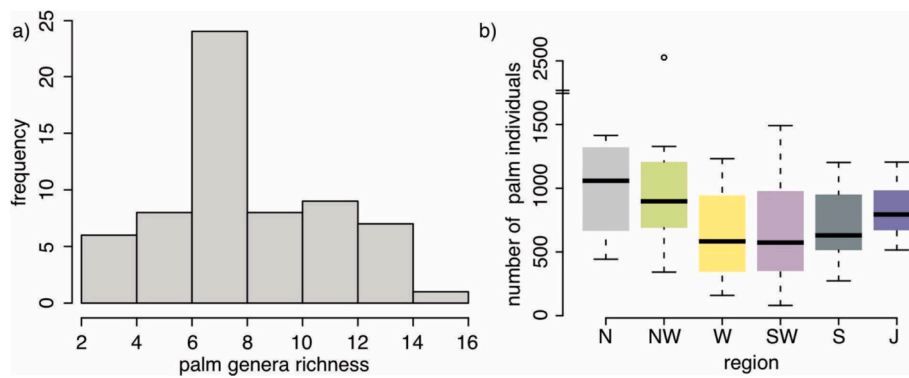 a)
frequency
25
20
15
10
5
0
2 4 6 8 10 12 14 16
palm genera richness
b)
number of palm individuals
2500
1500
1000
500
0
N NW W SW S J
region